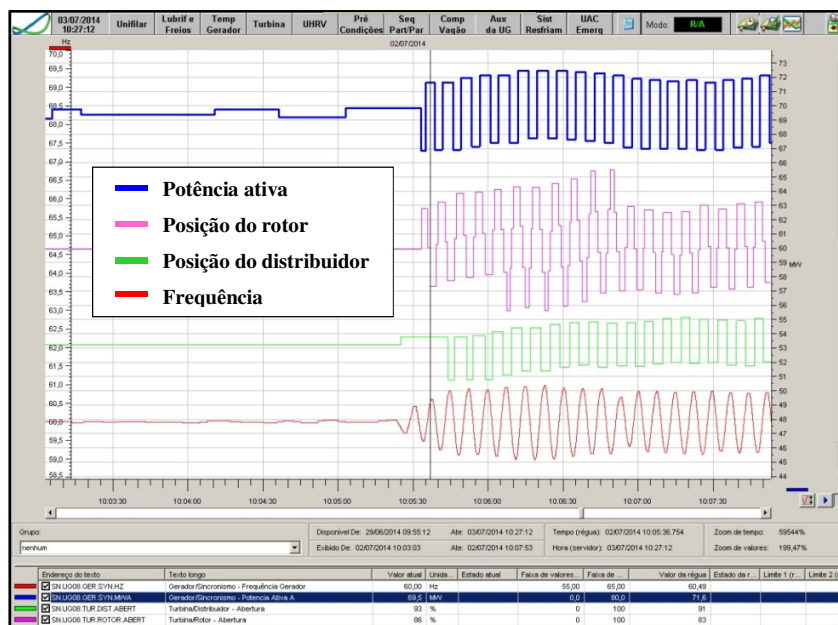 03/07/2014
10:27:12
Unifilar
Lubrif e
Freios
Temp
Gerador
Turbina
UHRV
Pré
Condições
Seq
Part/Par
Comp
Vagão
Aux
da UG
Sist
Resfriam
UAC
Emerg
Modo:
R/A
Hz
02/07/2014
70,0
69,5
69,0
68,5
68,0
67,5
67,0
66,5
66,0
65,5
65,0
64,5
64,0
63,5
63,0
62,5
62,0
61,5
61,0
60,5
60,0
59,5
59,0
58,5
73
72
71
70
69
68
67
66
65
64
63
62
61
60
59
MW
58
57
56
55
54
53
52
51
50
49
48
47
46
45
44
Potência ativa
Posição do rotor
Posição do distribuidor
Frequência
10:03:30
10:04:00
10:04:30
10:05:00
10:05:30
10:06:00
10:06:30
10:07:00
10:07:30
Grupo:
nenhum
Disponível De: 29/06/2014 09:55:12 Ate: 03/07/2014 10:27:12
Exibido De: 02/07/2014 10:03:03 Ate: 02/07/2014 10:07:53
Tempo (régua): 02/07/2014 10:05:36.754
Hora (servidor): 03/07/2014 10:27:12
Zoom de tempo: 59544%
Zoom de valores: 199,47%
Endereço do texto Texto longo Valor atual Unida... Estado atual Faixa de valores... Faixa de ... Valor da régua Estado da r... Limite 1 (r... Limite 2 (
SN.UG08.GER.SYN.HZ Gerador/Sincronismo - Frequência Gerador 60,00 Hz 55,00 65,00 60,49
SN.UG08.GER.SYN.MWA Gerador/Sincronismo - Potencia Ativa A 69,5 MW 0,0 80,0 71,6
SN.UG08.TUR.DIST.ABERT Turbina/Distribuidor - Abertura 93 % 0 100 91
SN.UG08.TUR.ROTOR.ABERT Turbina/Rotor - Abertura 86 % 0 100 83